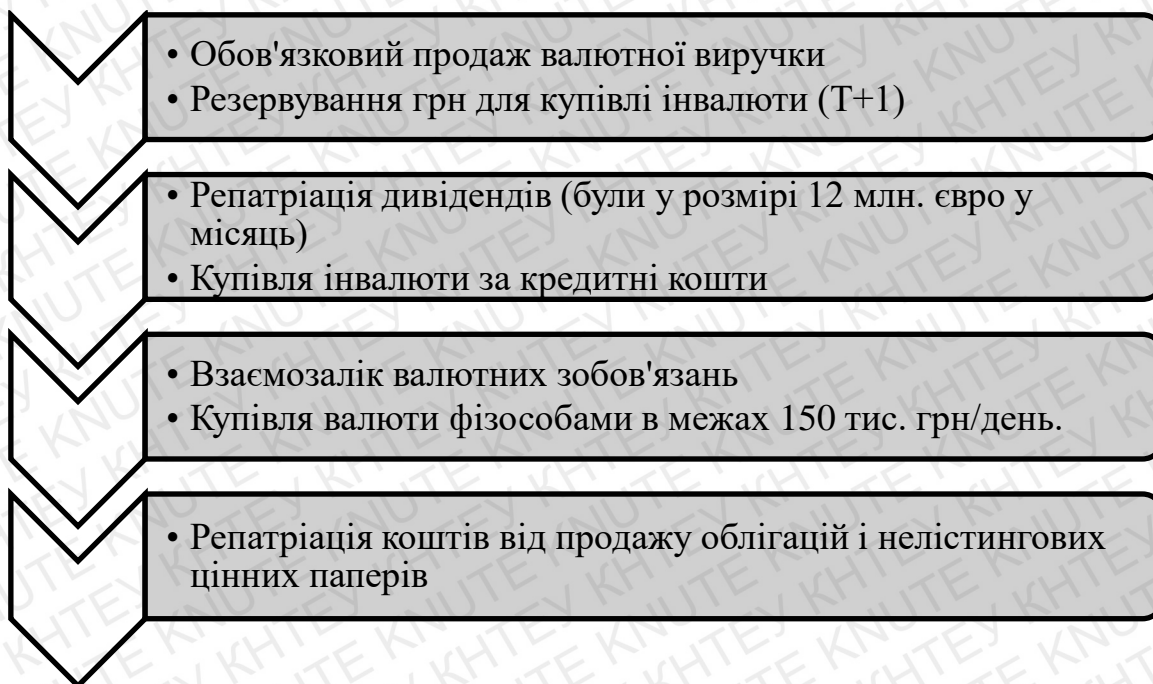 • Обов'язковий продаж валютної виручки
• Резервування грн для купівлі інвалюти (Т+1)
• Репатріація дивідендів (були у розмірі 12 млн. євро у
місяць)
• Купівля інвалюти за кредитні кошти
• Взаємозалік валютних зобов'язань
• Купівля валюти фізособами в межах 150 тис. грн/день.
• Репатріація коштів від продажу облігацій і нелістингових
цінних паперів